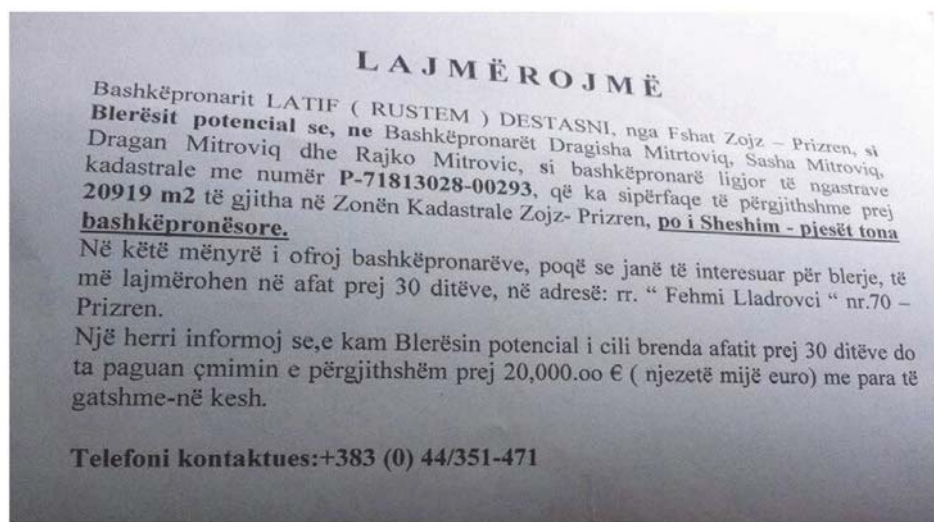 LAJMËROJMË
Bashkëpronarit LATIF ( RUSTEM ) DESTASNI, nga Fshat Zojz – Prizren, si
Blerësit potencial se, ne Bashkëpronarët Dragisha Mitrtoviq, Sasha Mitroviq,
Dragan Mitroviq dhe Rajko Mitrovic, si bashkëpronarë ligjor të ngastrave
kadastrale me numër P-71813028-00293, që ka sipërfaqe të përgjithshme prej
20919 m2 të gjitha në Zonën Kadastrale Zojz- Prizren, po i Sheshim - pjesët tona
bashkëpronësore.
Në këtë mënyrë i ofroj bashkëpronarëve, poqë se janë të interesuar për blerje, të
më lajmërohen në afat prej 30 ditëve, në adresë: rr. “ Fehmi Lladrovci “ nr.70 –
Prizren.
Një herri informoj se,e kam Blerësin potencial i cili brenda afatit prej 30 ditëve do
ta paguan çmimin e përgjithshëm prej 20,000.oo € ( njezetë mijë euro) me para të
gatshme-në kesh.
Telefoni kontaktues:+383 (0) 44/351-471